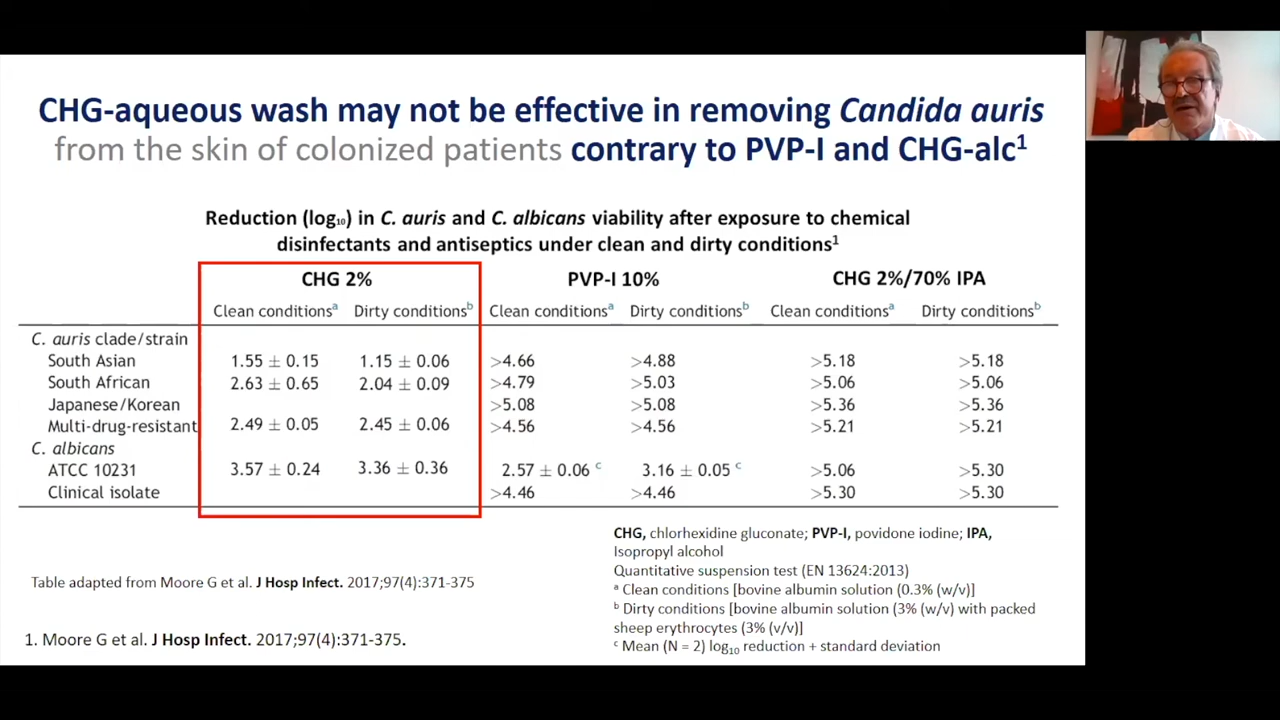 CHG-aqueous wash may not be effective in removing Candida auris
from the skin of colonized patients contrary to PVP-I and CHG-alc¹
Reduction (log₁₀) in C. auris and C. albicans viability after exposure to chemical
disinfectants and antiseptics under clean and dirty conditions¹
CHG 2% PVP-I 10% CHG 2%/70% IPA
Clean conditionsᵃ Dirty conditionsᵇ Clean conditionsᵃ Dirty conditionsᵇ Clean conditionsᵃ Dirty conditionsᵇ
C. auris clade/strain
South Asian 1.55 ± 0.15 1.15 ± 0.06 >4.66 >4.88 >5.18 >5.18
South African 2.63 ± 0.65 2.04 ± 0.09 >4.79 >5.03 >5.06 >5.06
Japanese/Korean >5.08 >5.08 >5.36 >5.36
Multi-drug-resistant 2.49 ± 0.05 2.45 ± 0.06 >4.56 >4.56 >5.21 >5.21
C. albicans
ATCC 10231 3.57 ± 0.24 3.36 ± 0.36 2.57 ± 0.06 ᶜ 3.16 ± 0.05 ᶜ >5.06 >5.30
Clinical isolate >4.46 >4.46 >5.30 >5.30
CHG, chlorhexidine gluconate; PVP-I, povidone iodine; IPA,
Isopropyl alcohol
Quantitative suspension test (EN 13624:2013)
ᵃ Clean conditions [bovine albumin solution (0.3% (w/v)]
ᵇ Dirty conditions [bovine albumin solution (3% (w/v) with packed
sheep erythrocytes (3% (v/v)]
ᶜ Mean (N = 2) log₁₀ reduction + standard deviation
Table adapted from Moore G et al. J Hosp Infect. 2017;97(4):371-375
1. Moore G et al. J Hosp Infect. 2017;97(4):371-375.